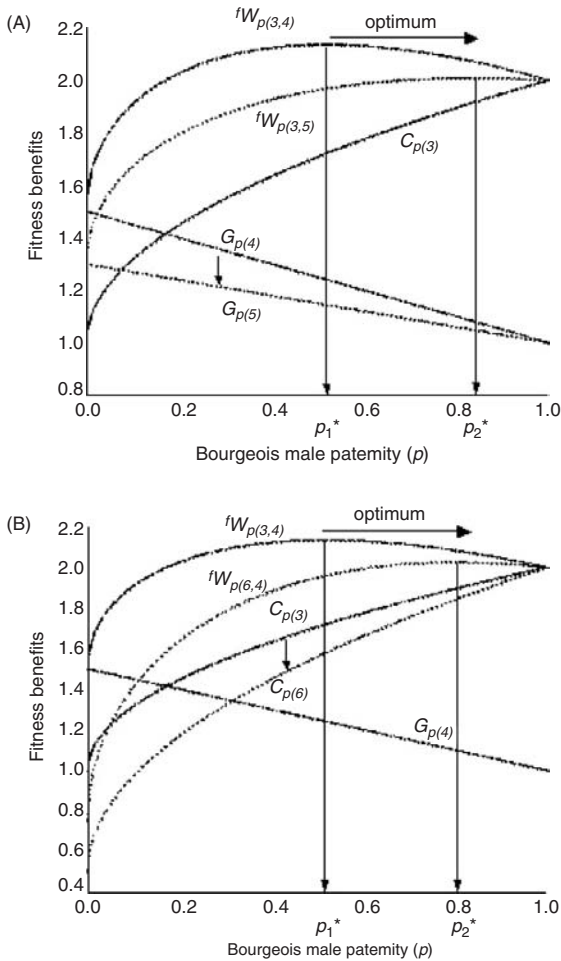 (A)
2.2
2.0
1.8
1.6
1.4
1.2
1.0
0.8
Fitness benefits
fWp(3,4)
optimum
fWp(3,5)
Cp(3)
Gp(4)
Gp(5)
0.0 0.2 0.4 0.6 0.8 1.0
p1* p2*
Bourgeois male patemity (p)
(B)
2.2
2.0
1.8
1.6
1.4
1.2
1.0
0.8
0.6
0.4
Fitness benefits
fWp(3,4)
optimum
fWp(6,4)
Cp(3)
Cp(6)
Gp(4)
0.0 0.2 0.4 0.6 0.8 1.0
p1* p2*
Bourgeois male patemity (p)